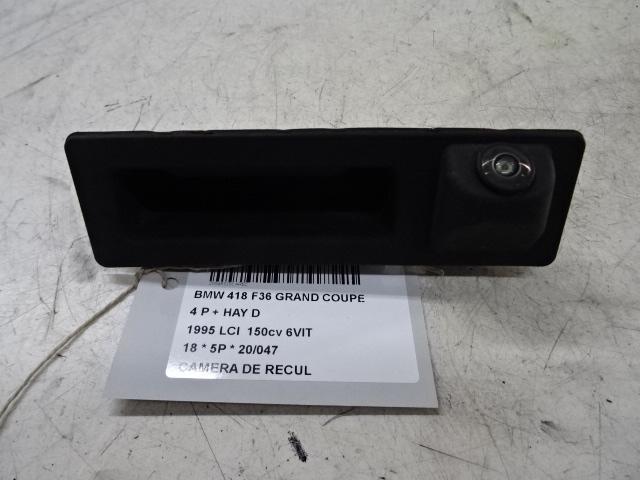 BMW 418 F36 GRAND COUPE
4 P + HAY D
1995 LCI 150cv 6VIT
18 * 5P * 20/047
CAMERA DE RECUL